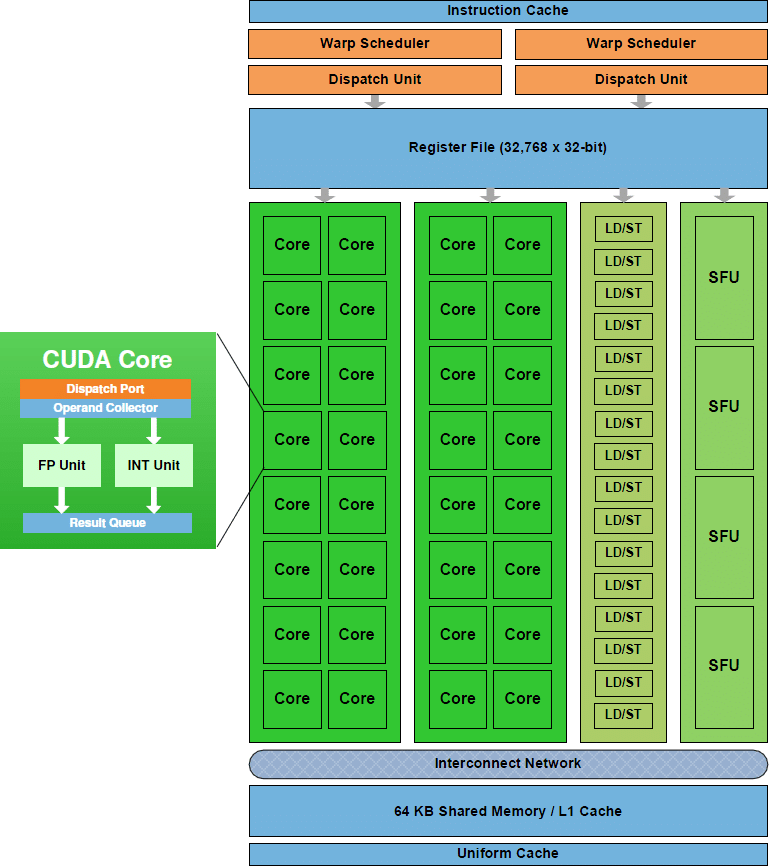 Instruction Cache
Warp Scheduler
Warp Scheduler
Dispatch Unit
Dispatch Unit
Register File (32,768 x 32-bit)
Core Core Core Core LD/ST
LD/ST
SFU
Core Core Core Core LD/ST
LD/ST
Core Core Core Core LD/ST
LD/ST
SFU
Core Core Core Core LD/ST
LD/ST
Core Core Core Core LD/ST
LD/ST
SFU
Core Core Core Core LD/ST
LD/ST
Core Core Core Core LD/ST
LD/ST
SFU
Core Core Core Core LD/ST
LD/ST
CUDA Core
Dispatch Port
Operand Collector
FP Unit
INT Unit
Result Queue
Interconnect Network
64 KB Shared Memory / L1 Cache
Uniform Cache